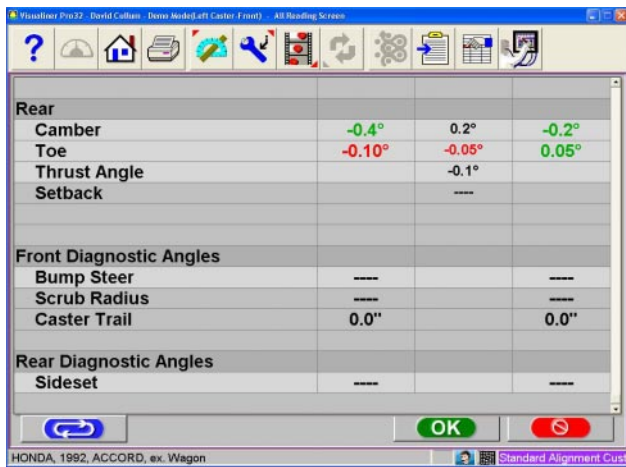 Visualiner Pro32 - David Cullum - Demo Mode(Left Caster-Front) - All Reading Screen
?
Rear
Camber -0.4° 0.2° -0.2°
Toe -0.10° -0.05° 0.05°
Thrust Angle -0.1°
Setback ----
Front Diagnostic Angles
Bump Steer ---- ----
Scrub Radius ---- ----
Caster Trail 0.0" 0.0"
Rear Diagnostic Angles
Sideset ---- ----
OK
HONDA, 1992, ACCORD, ex. Wagon Standard Alignment Cust